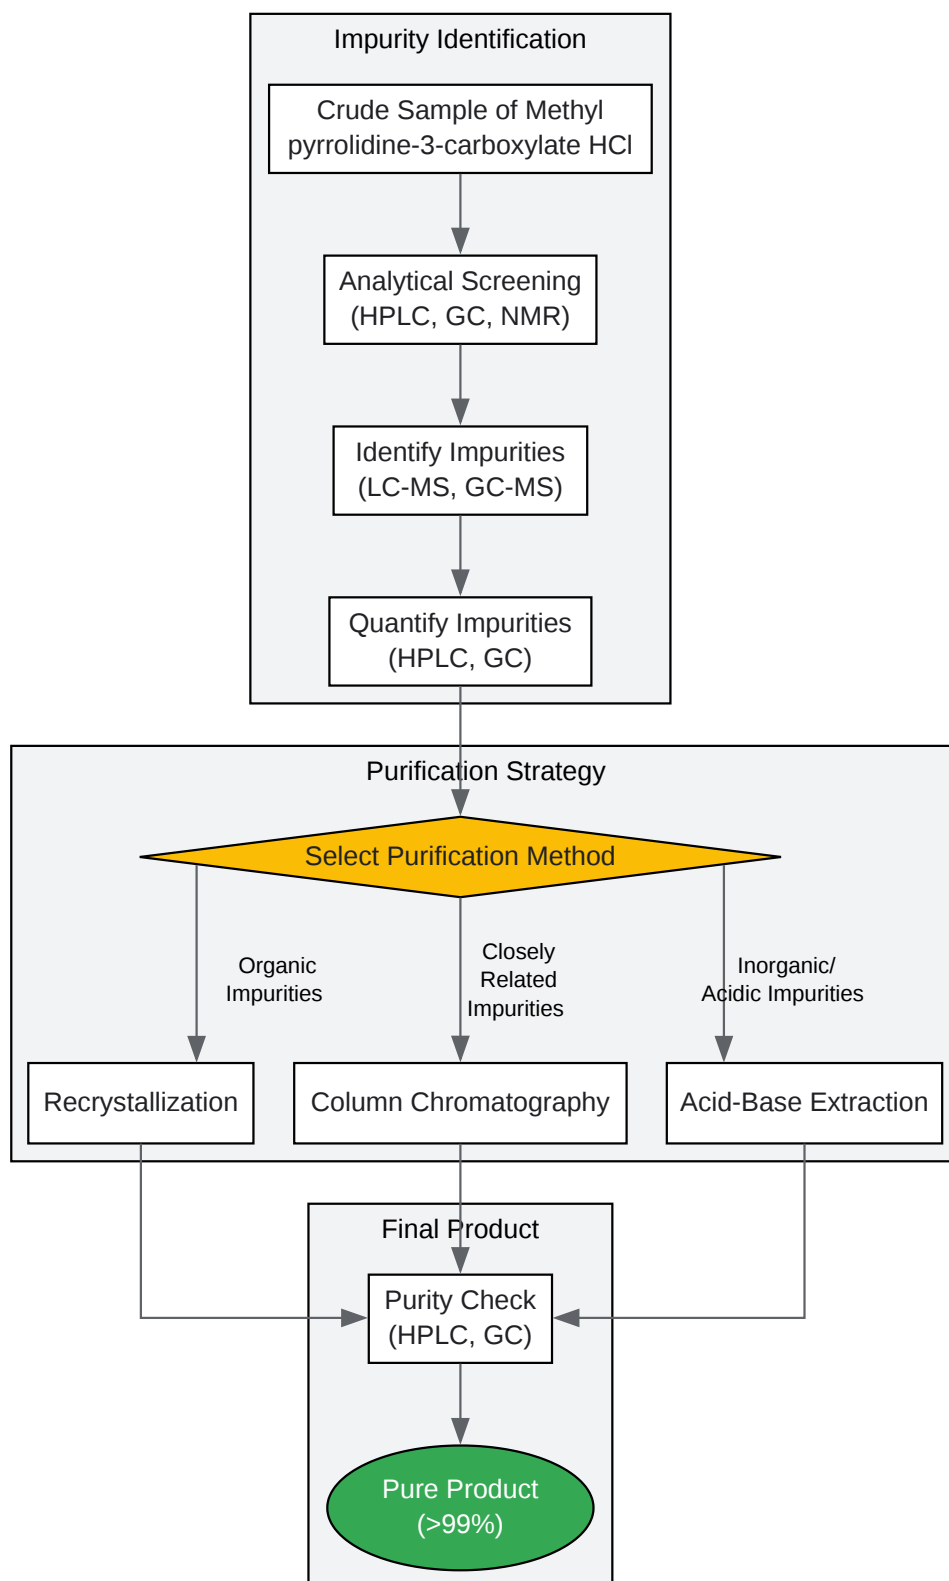 Impurity Identification
Crude Sample of Methyl
pyrrolidine-3-carboxylate HCl
Analytical Screening
(HPLC, GC, NMR)
Identify Impurities
(LC-MS, GC-MS)
Quantify Impurities
(HPLC, GC)
Purification Strategy
Select Purification Method
Organic
Impurities
Closely
Related
Impurities
Inorganic/
Acidic Impurities
Recrystallization
Column Chromatography
Acid-Base Extraction
Final Product
Purity Check
(HPLC, GC)
Pure Product
(>99%)